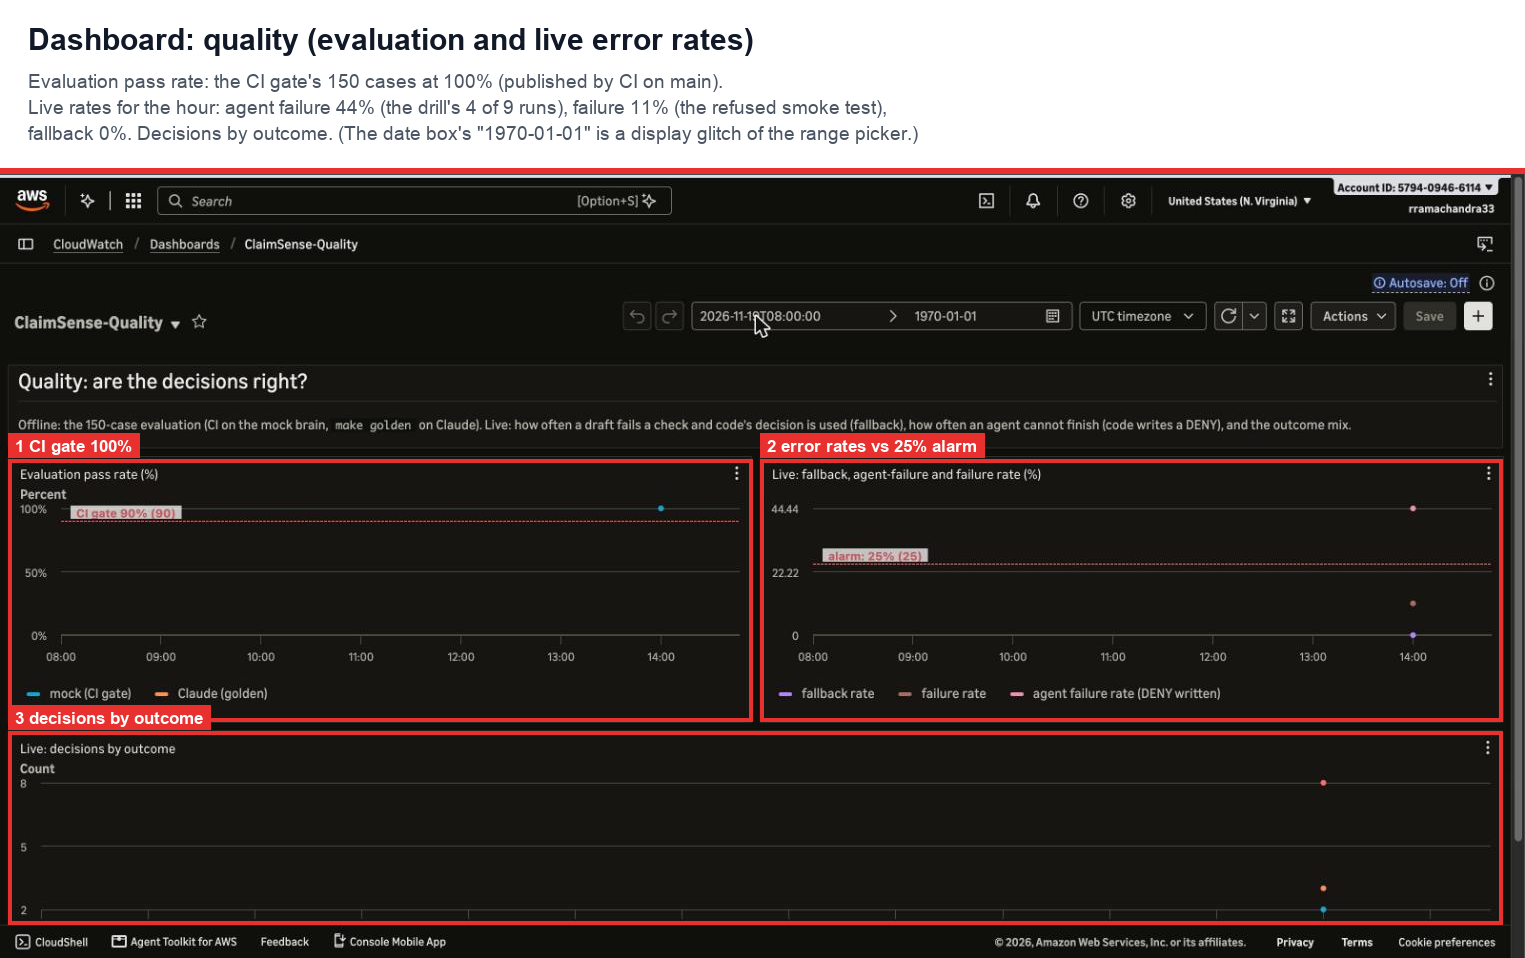 Dashboard: quality (evaluation and live error rates)
Evaluation pass rate: the CI gate's 150 cases at 100% (published by CI on main).
Live rates for the hour: agent failure 44% (the drill's 4 of 9 runs), failure 11% (the refused smoke test),
fallback 0%. Decisions by outcome. (The date box's "1970-01-01" is a display glitch of the range picker.)
aws
Search
[Option+S]
United States (N. Virginia) ▼
Account ID: 5794-0946-6114 ▼
rramachandra33
CloudWatch / Dashboards / ClaimSense-Quality
Autosave: Off
ClaimSense-Quality ▼
2026-11-1 T08:00:00 > 1970-01-01
UTC timezone
Actions
Save
+
Quality: are the decisions right?
Offline: the 150-case evaluation (CI on the mock brain, make golden on Claude). Live: how often a draft fails a check and code's decision is used (fallback), how often an agent cannot finish (code writes a DENY), and the outcome mix.
1 CI gate 100%
Evaluation pass rate (%)
Percent
100%
CI gate 90% (90)
50%
0%
08:00 09:00 10:00 11:00 12:00 13:00 14:00
mock (CI gate) Claude (golden)
2 error rates vs 25% alarm
Live: fallback, agent-failure and failure rate (%)
44.44
alarm: 25% (25)
22.22
0
08:00 09:00 10:00 11:00 12:00 13:00 14:00
fallback rate failure rate agent failure rate (DENY written)
3 decisions by outcome
Live: decisions by outcome
Count
8
5
2
CloudShell Agent Toolkit for AWS Feedback Console Mobile App
© 2026, Amazon Web Services, Inc. or its affiliates. Privacy Terms Cookie preferences